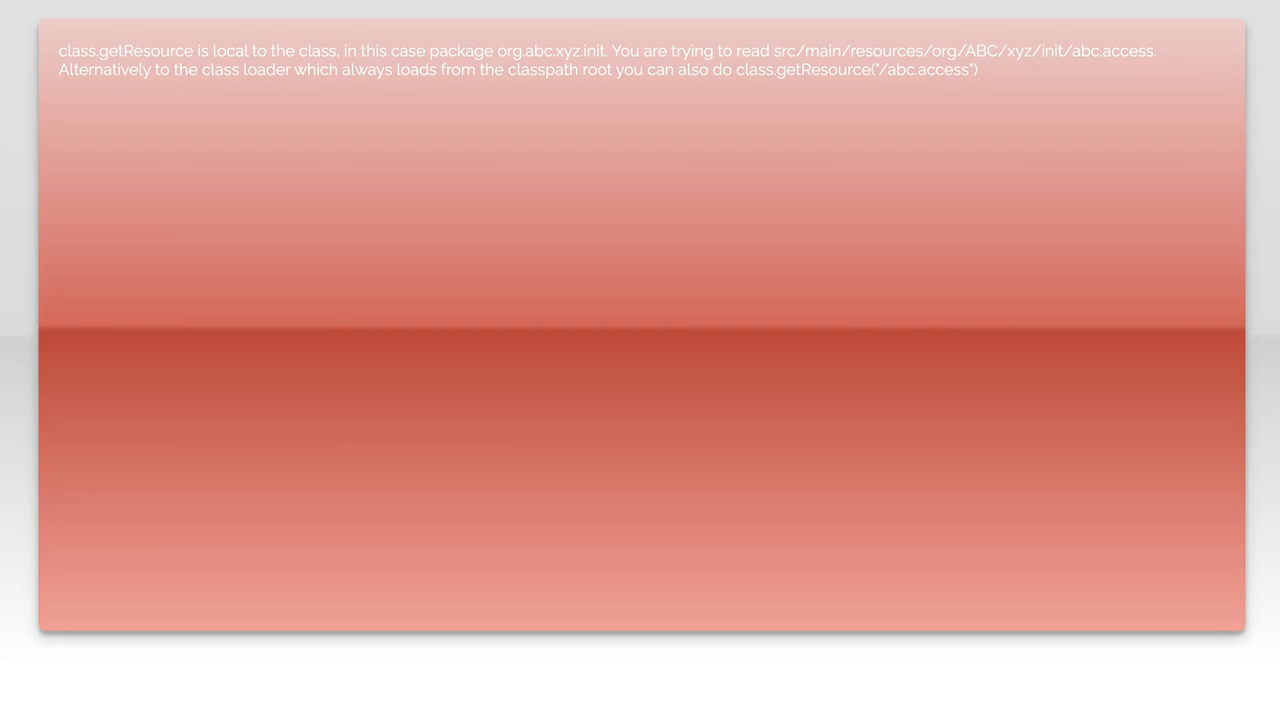 class.getResource is local to the class, in this case package org.abc.xyz.init. You are trying to read src/main/resources/org/ABC/xyz/init/abc.access.
Alternatively to the class loader which always loads from the classpath root you can also do class.getResource("/abc.access")